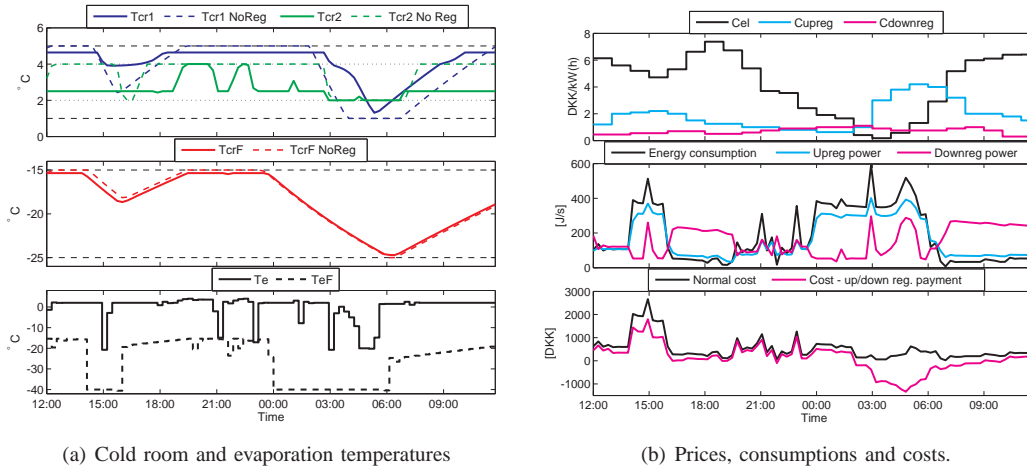 Tcr1 Tcr1 NoReg Tcr2 Tcr2 No Reg
6
4
2
0
° C
TcrF TcrF NoReg
-15
-20
-25
° C
Te TeF
0
-10
-20
-30
-40
° C
12:00 15:00 18:00 21:00 00:00 03:00 06:00 09:00
Time
(a) Cold room and evaporation temperatures
Cel Cupreg Cdownreg
8
6
4
2
0
DKK/kW(h)
Energy consumption Upreg power Downreg power
600
400
200
0
[J/s]
Normal cost Cost - up/down reg. payment
3000
2000
1000
0
-1000
[DKK]
12:00 15:00 18:00 21:00 00:00 03:00 06:00 09:00
Time
(b) Prices, consumptions and costs.